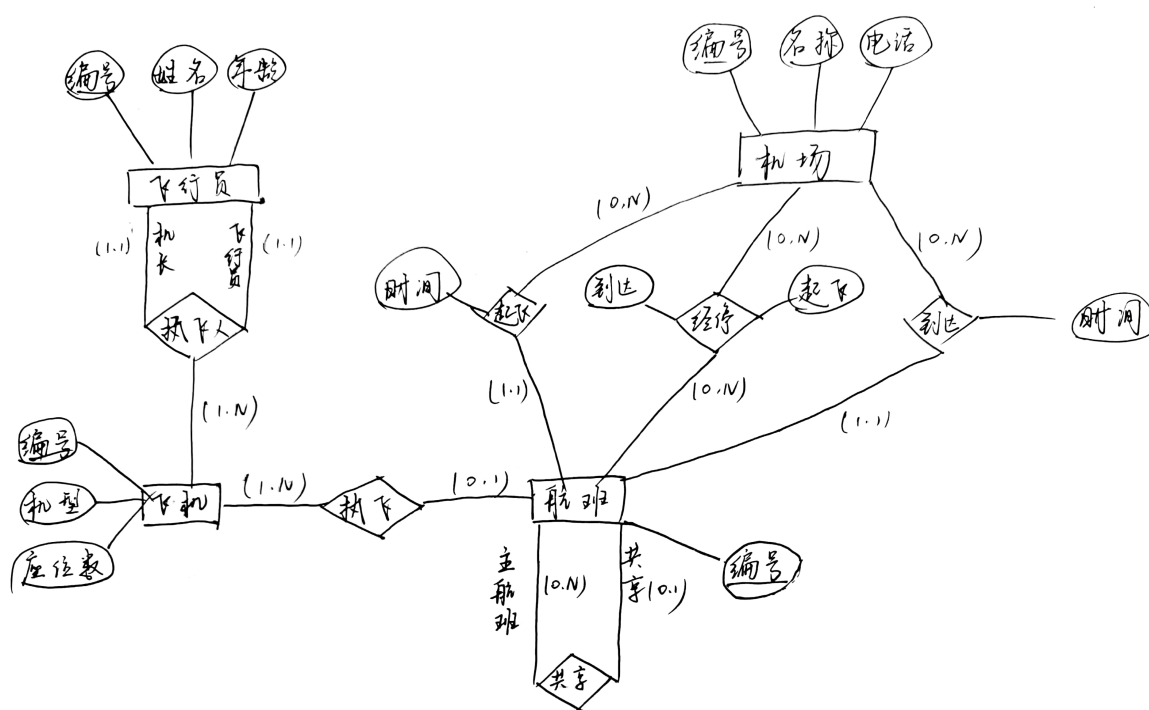 编号
姓名
年龄
飞行员
(1.1)
机长
飞行员
(1.1)
执飞人
(1.N)
编号
机型
座位数
飞机
(1.N)
执飞
(0.1)
航班
编号
主航班
(0.N)
共享
(0.1)
共享
编号
名称
电话
机场
(0.N)
(0.N)
(0.N)
时间
起飞
到达
经停
起飞
到达
时间
(1.1)
(0.N)
(1.1)